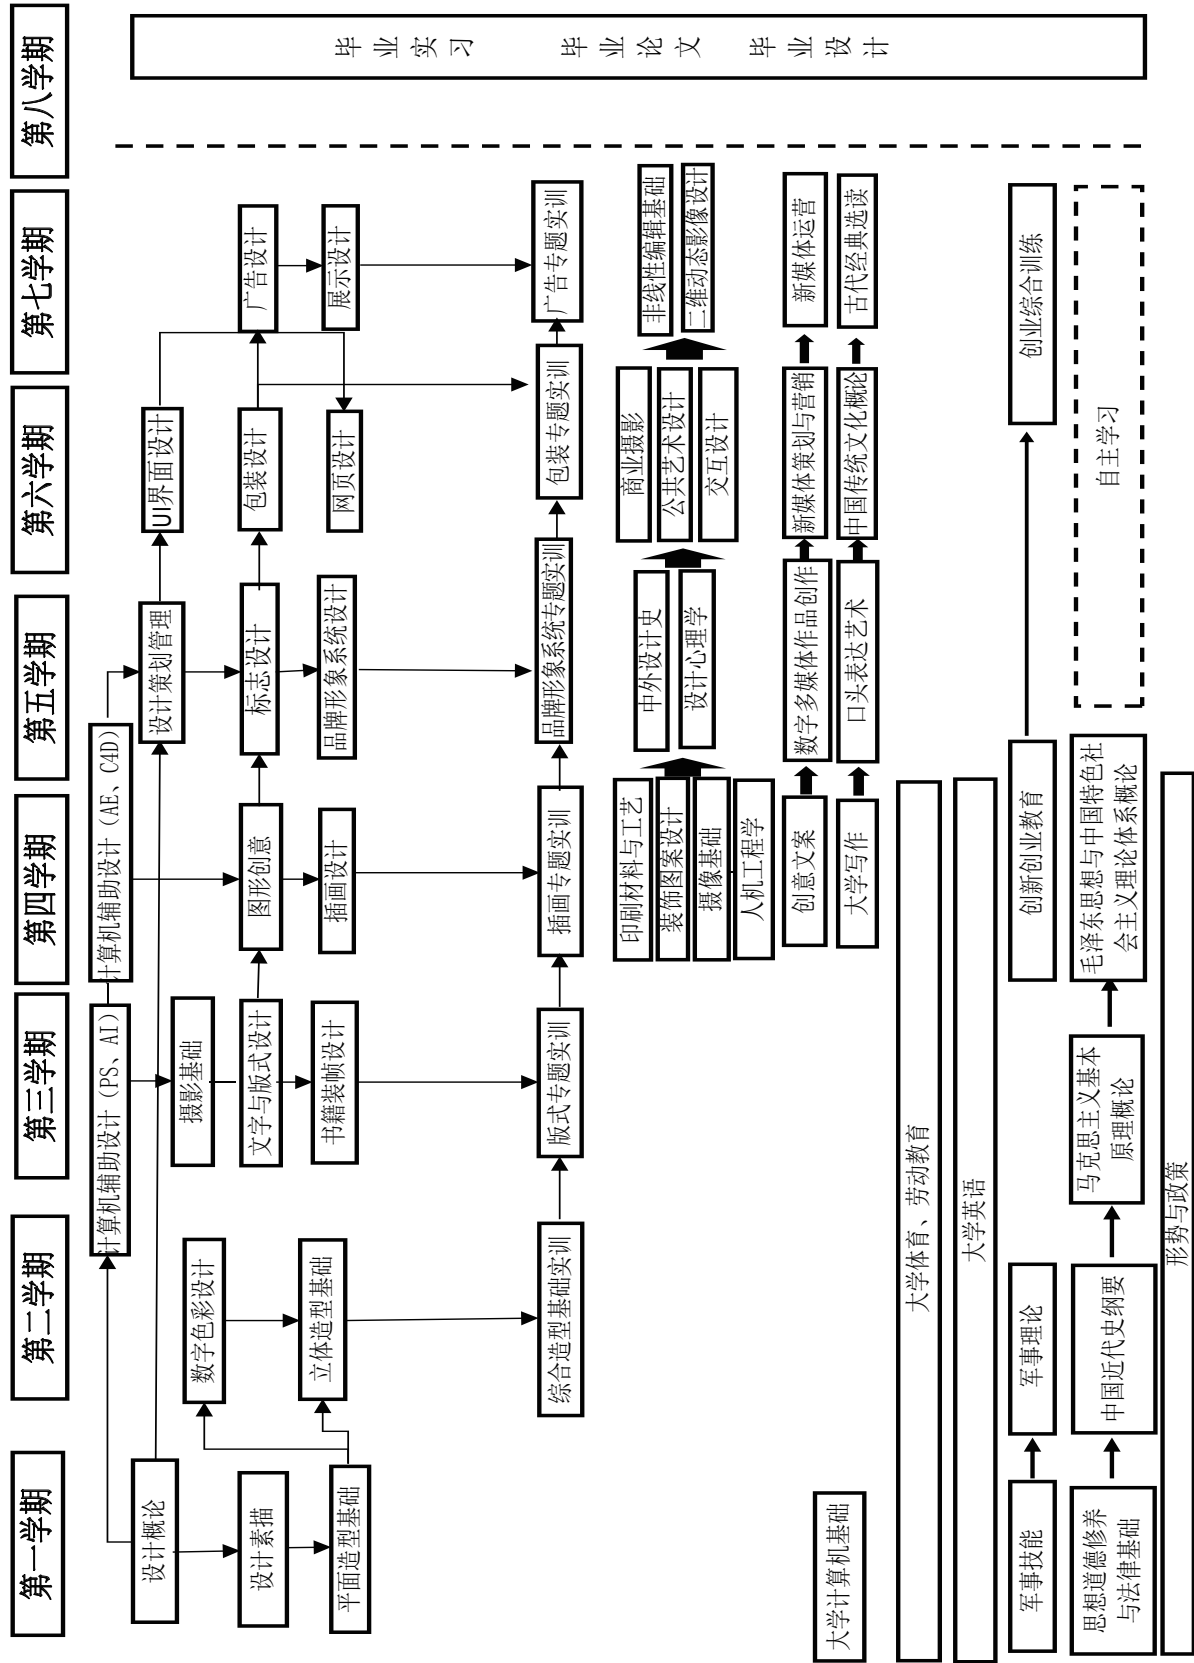 第一学期
第二学期
第三学期
第四学期
第五学期
第六学期
第七学期
第八学期
计算机辅助设计（PS、AI）
计算机辅助设计（AE、C4D）
设计概论
摄影基础
设计策划管理
UI界面设计
数字色彩设计
设计素描
文字与版式设计
图形创意
标志设计
包装设计
广告设计
平面造型基础
立体造型基础
书籍装帧设计
插画设计
品牌形象系统设计
网页设计
展示设计
综合造型基础实训
版式专题实训
插画专题实训
品牌形象系统专题实训
包装专题实训
广告专题实训
印刷材料与工艺
装饰图案设计
摄像基础
人机工程学
中外设计史
设计心理学
商业摄影
公共艺术设计
交互设计
非线性编辑基础
二维动态影像设计
大学计算机基础
创意文案
数字多媒体作品创作
新媒体策划与营销
新媒体运营
大学写作
口头表达艺术
中国传统文化概论
古代经典选读
大学体育、劳动教育
大学英语
军事技能
军事理论
创新创业教育
创业综合训练
思想道德修养
与法律基础
中国近代史纲要
马克思主义基本
原理概论
毛泽东思想与中国特色社
会主义理论体系概论
自主学习
形势与政策
毕业实习 毕业论文 毕业设计